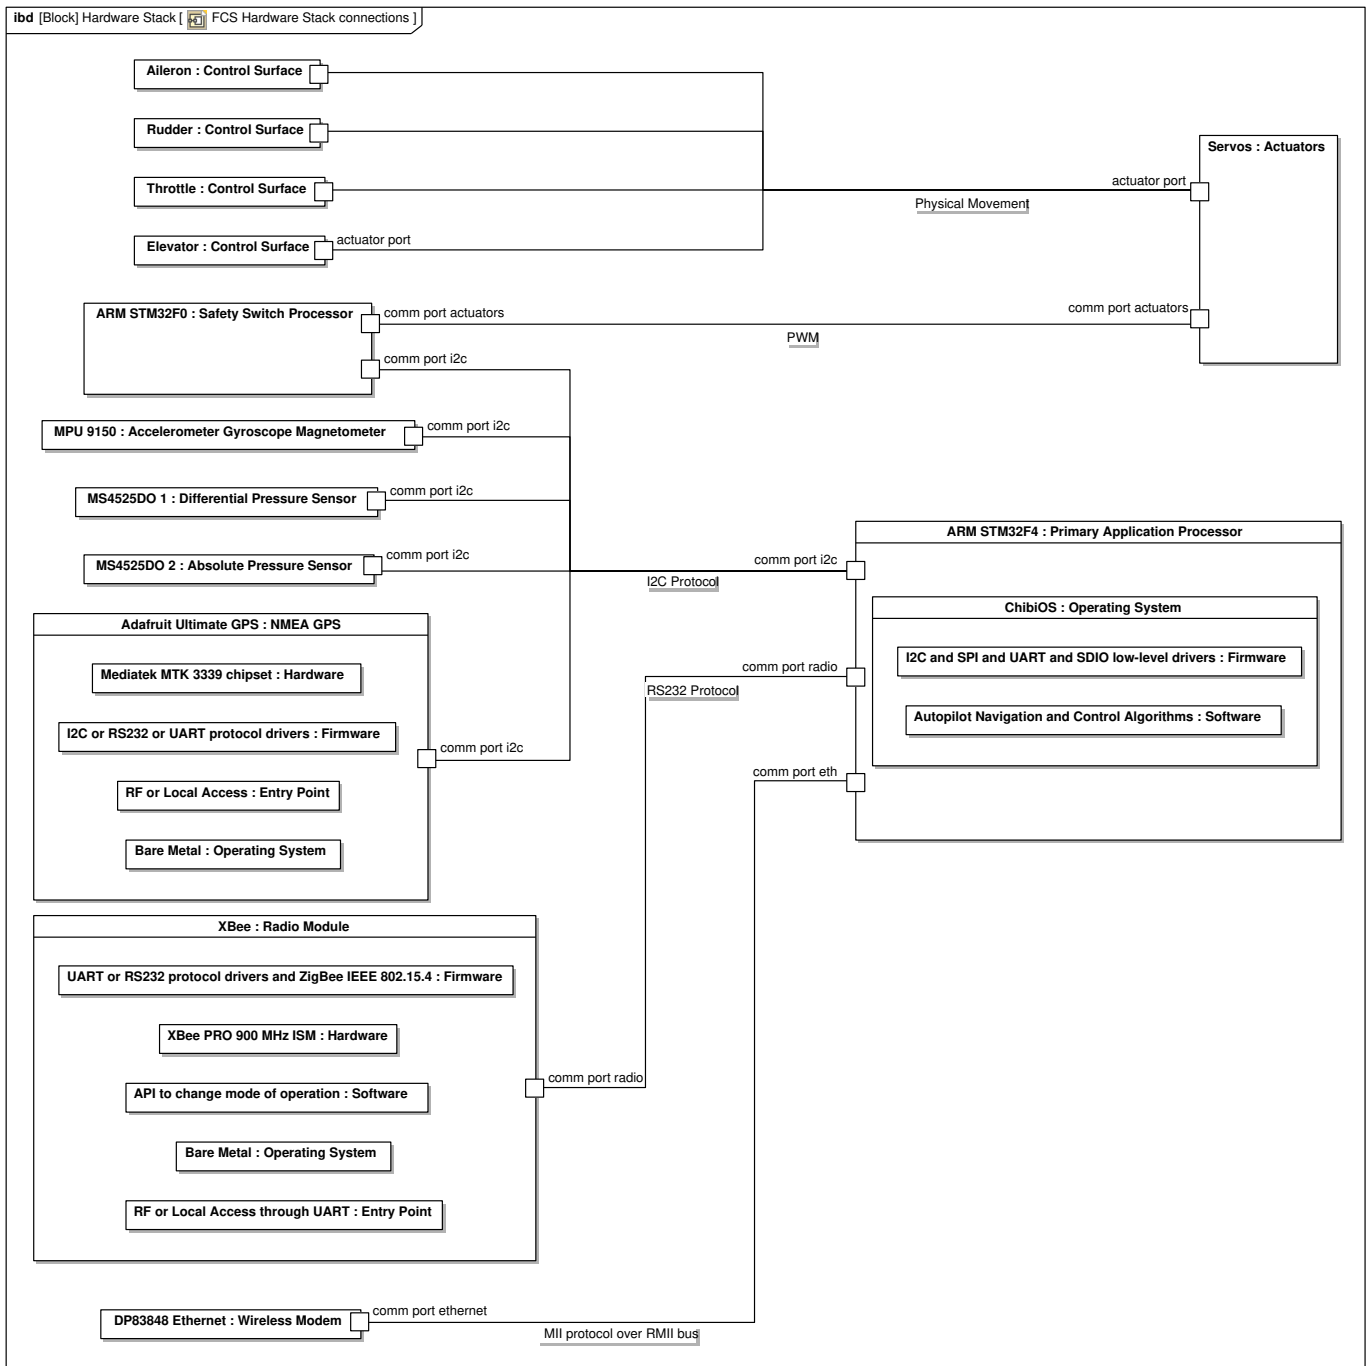 ibd [Block] Hardware Stack [ FCS Hardware Stack connections ]
Aileron : Control Surface
Rudder : Control Surface
Servos : Actuators
Throttle : Control Surface
actuator port
Physical Movement
Elevator : Control Surface
actuator port
ARM STM32F0 : Safety Switch Processor
comm port actuators
comm port actuators
PWM
comm port i2c
MPU 9150 : Accelerometer Gyroscope Magnetometer
comm port i2c
MS4525DO 1 : Differential Pressure Sensor
comm port i2c
ARM STM32F4 : Primary Application Processor
MS4525DO 2 : Absolute Pressure Sensor
comm port i2c
comm port i2c
I2C Protocol
ChibiOS : Operating System
Adafruit Ultimate GPS : NMEA GPS
I2C and SPI and UART and SDIO low-level drivers : Firmware
Mediatek MTK 3339 chipset : Hardware
comm port radio
RS232 Protocol
Autopilot Navigation and Control Algorithms : Software
I2C or RS232 or UART protocol drivers : Firmware
comm port i2c
comm port eth
RF or Local Access : Entry Point
Bare Metal : Operating System
XBee : Radio Module
UART or RS232 protocol drivers and ZigBee IEEE 802.15.4 : Firmware
XBee PRO 900 MHz ISM : Hardware
comm port radio
API to change mode of operation : Software
Bare Metal : Operating System
RF or Local Access through UART : Entry Point
DP83848 Ethernet : Wireless Modem
comm port ethernet
MII protocol over RMII bus